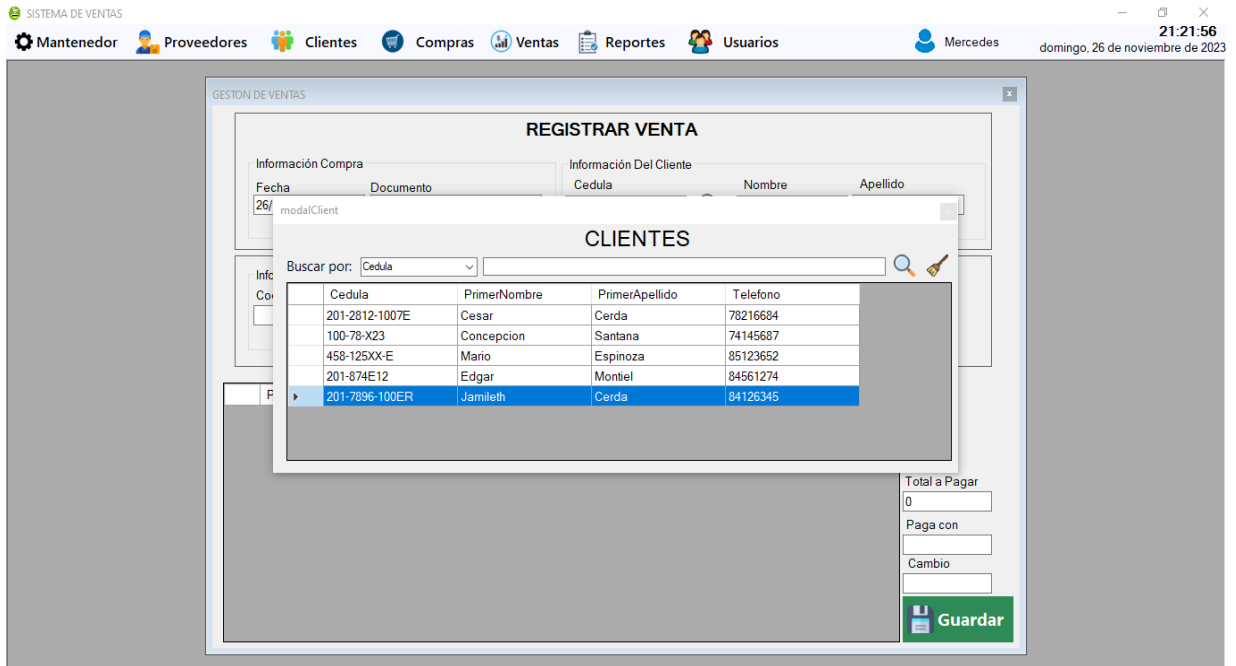 SISTEMA DE VENTAS
Mantenedor Proveedores Clientes Compras Ventas Reportes Usuarios Mercedes 21:21:56
domingo, 26 de noviembre de 2023
GESTON DE VENTAS
REGISTRAR VENTA
Información Compra Información Del Cliente
Fecha Documento Cedula Nombre Apellido
26/
modalClient
CLIENTES
Buscar por: Cedula
Cedula PrimerNombre PrimerApellido Telefono
201-2812-1007E Cesar Cerda 78216684
100-78-X23 Concepcion Santana 74145687
458-125XX-E Mario Espinoza 85123652
201-874E12 Edgar Montiel 84561274
201-7896-100ER Jamileth Cerda 84126345
Total a Pagar
0
Paga con
Cambio
Guardar